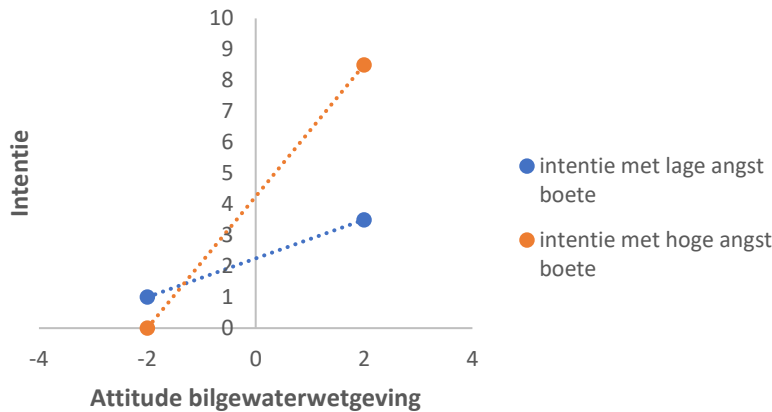 10
9
8
7
6
5
4
3
2
1
0
-4
-2
0
2
4
Intentie
Attitude bilgewaterwetgeving
intentie met lage angst
boete
intentie met hoge angst
boete